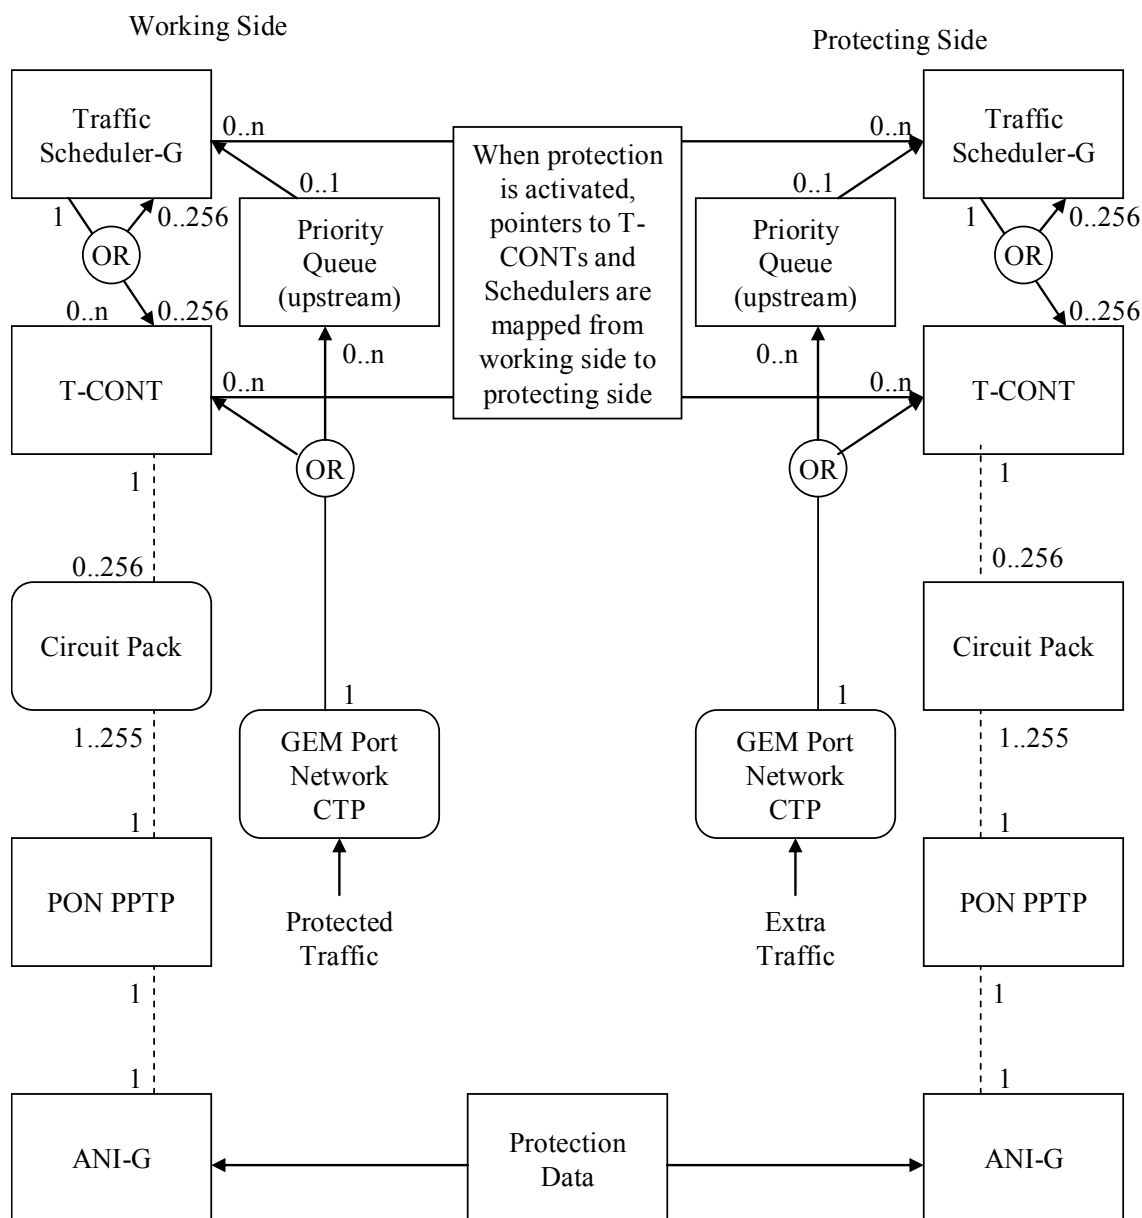 Working Side
Protecting Side
Traffic
Scheduler-G
0..n
0..n
Traffic
Scheduler-G
When protection
is activated,
pointers to T-
CONTs and
Schedulers are
mapped from
working side to
protecting side
1
0..256
0..1
OR
Priority
Queue
(upstream)
0..n
0..256
0..n
0..1
1
0..256
OR
Priority
Queue
(upstream)
0..256
0..n
T-CONT
0..n
0..n
T-CONT
OR
OR
1
1
0..256
0..256
Circuit Pack
Circuit Pack
1..255
1
1
1..255
GEM Port
Network
CTP
GEM Port
Network
CTP
1
1
PON PPTP
PON PPTP
Protected
Traffic
Extra
Traffic
1
1
1
1
ANI-G
Protection
Data
ANI-G